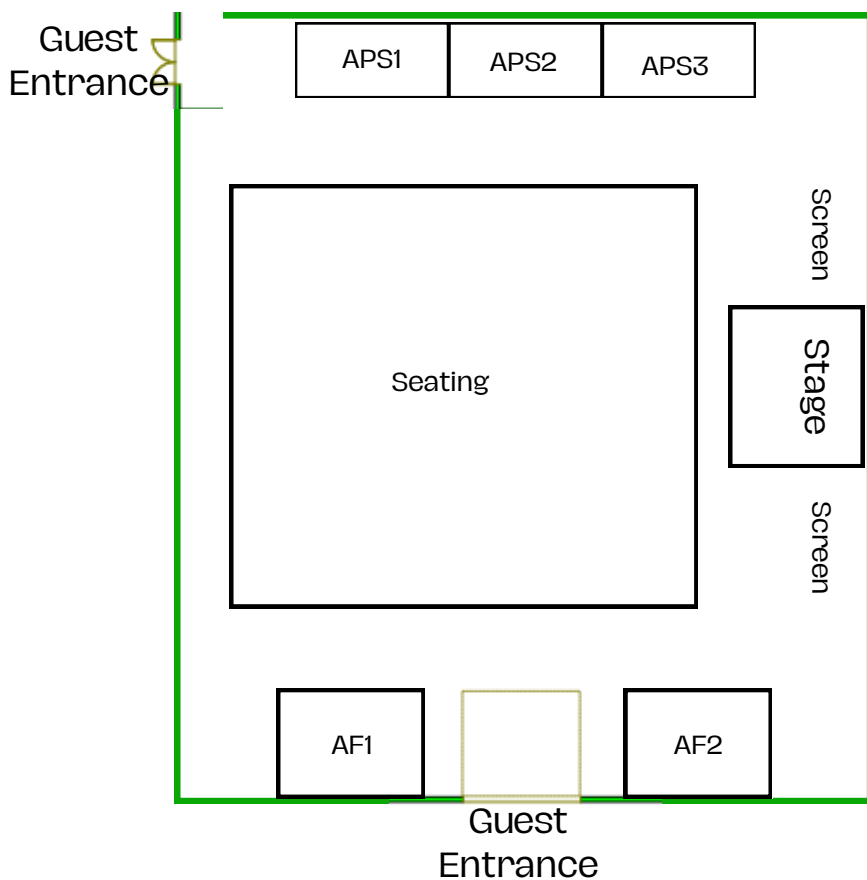 Guest
Entrance
APS1
APS2
APS3
Screen
Seating
Stage
Screen
AF1
AF2
Guest
Entrance